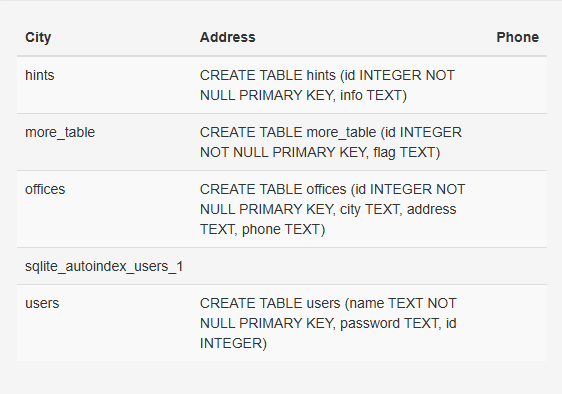 City Address Phone
hints CREATE TABLE hints (id INTEGER NOT
NULL PRIMARY KEY, info TEXT)
more_table CREATE TABLE more_table (id INTEGER
NOT NULL PRIMARY KEY, flag TEXT)
offices CREATE TABLE offices (id INTEGER NOT
NULL PRIMARY KEY, city TEXT, address
TEXT, phone TEXT)
sqlite_autoindex_users_1
users CREATE TABLE users (name TEXT NOT
NULL PRIMARY KEY, password TEXT, id
INTEGER)